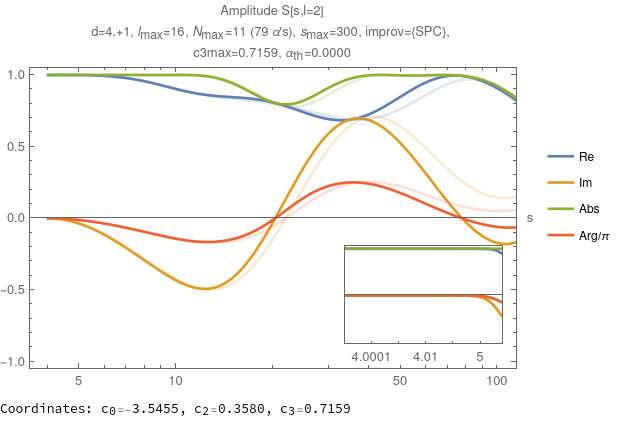 Amplitude S[s,l=2]
d=4.+1, lmax=16, Nmax=11 (79 α's), smax=300, improv={SPC},
c3max=0.7159, αth=0.0000
1.0
0.5
0.0
−0.5
−1.0
s
5
10
50
100
4.0001
4.01
5
Re
Im
Abs
Arg/π
Coordinates: c0=-3.5455, c2=0.3580, c3=0.7159